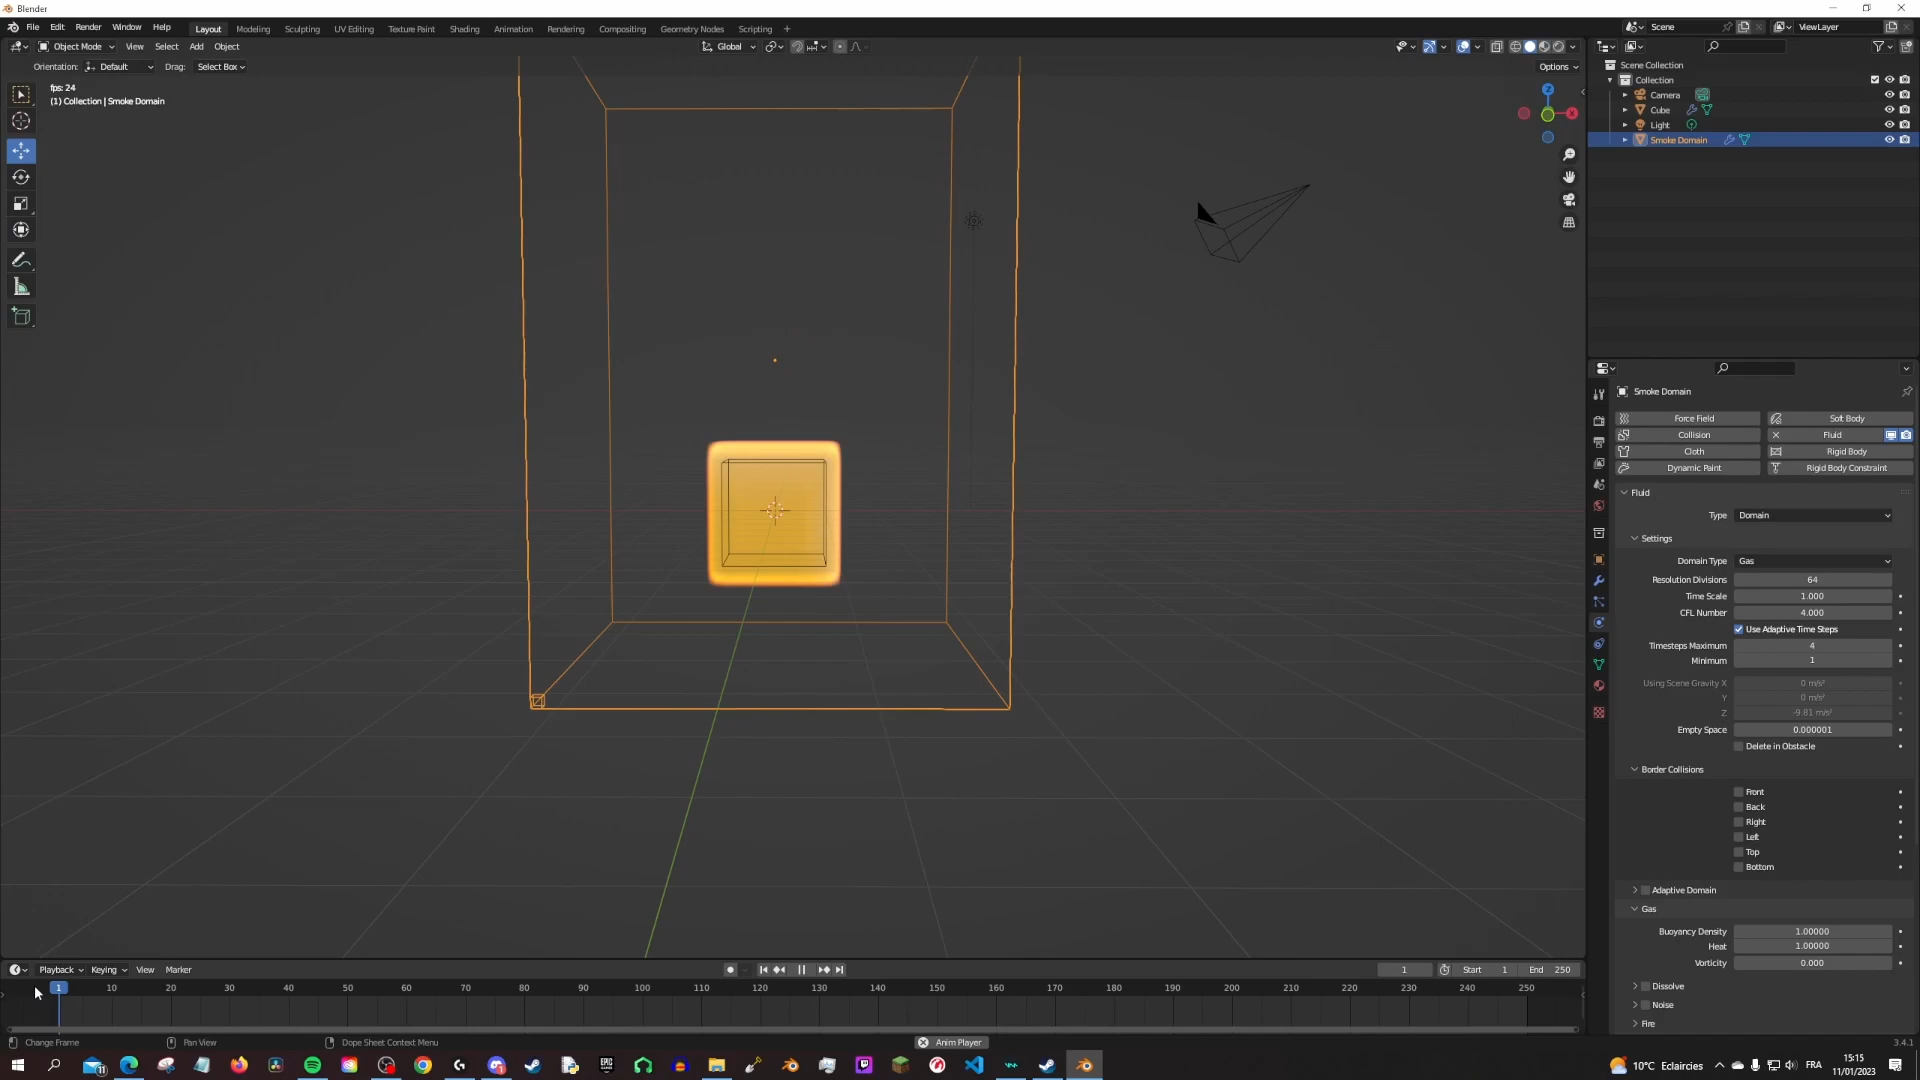 Blender
File Edit Render Window Help Layout Modeling Sculpting UV Editing Texture Paint Shading Animation Rendering Compositing Geometry Nodes Scripting + Scene ViewLayer
Object Mode View Select Add Object Global
Orientation: Default Drag: Select Box Options
fps: 24
(1) Collection | Smoke Domain
Z
X
Scene Collection
Collection
Camera
Cube
Light
Smoke Domain
Smoke Domain
Force Field Soft Body
Collision Fluid
Cloth Rigid Body
Dynamic Paint Rigid Body Constraint
Fluid
Type Domain
Settings
Domain Type Gas
Resolution Divisions 64
Time Scale 1.000
CFL Number 4.000
Use Adaptive Time Steps
Timesteps Maximum 4
Minimum 1
Using Scene Gravity X 0 m/s²
Y 0 m/s²
Z -9.81 m/s²
Empty Space 0.000001
Delete in Obstacle
Border Collisions
Front
Back
Right
Left
Top
Bottom
Adaptive Domain
Gas
Buoyancy Density 1.00000
Heat 1.00000
Vorticity 0.000
Dissolve
Noise
Fire
Playback Keying View Marker 1 Start 1 End 250
1 10 20 30 40 50 60 70 80 90 100 110 120 130 140 150 160 170 180 190 200 210 220 230 240 250
Change Frame Pan View Dope Sheet Context Menu Anim Player 3.4.1
11 10°C Eclaircies FRA 15:15
11/01/2023